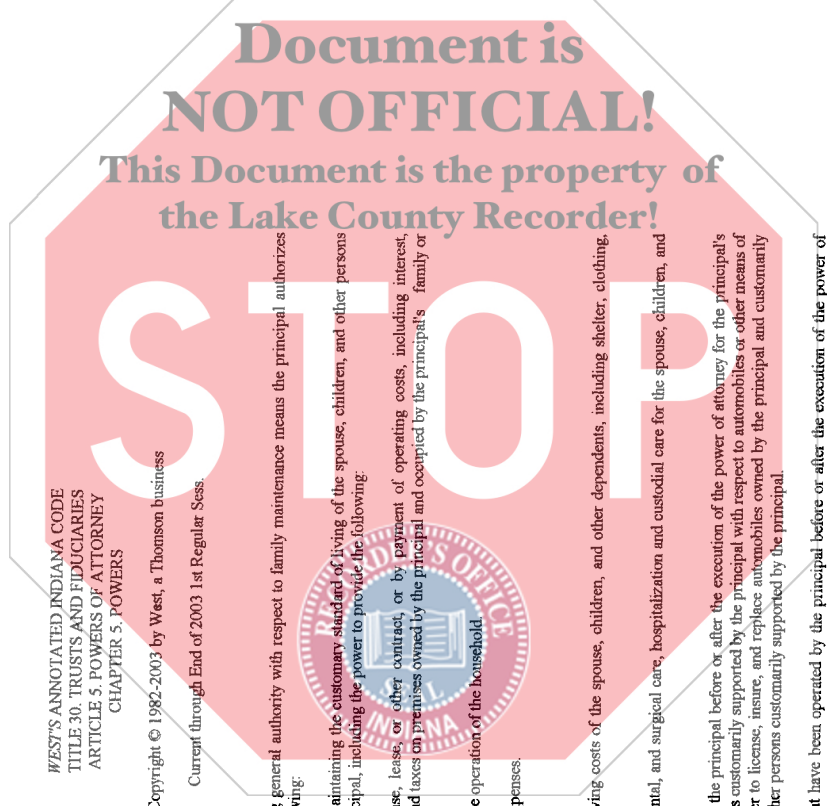 Document is
NOT OFFICIAL!
This Document is the property of
the Lake County Recorder!
STOP
RECORDER'S OFFICE
SEAL
INDIANA
WEST'S ANNOTATED INDIANA CODE
TITLE 30. TRUSTS AND FIDUCIARIES
ARTICLE 5. POWERS OF ATTORNEY
CHAPTER 5. POWERS
Copyright © 1982-2003 by West, a Thomson business
Current through End of 2003 1st Regular Sess.
general authority with respect to family maintenance means the principal authorizes
wing:
aintaining the customary standard of living of the spouse, children, and other persons
cipal, including the power to provide the following:
se, lease, or other contract, or by payment of operating costs, including interest,
d taxes on premises owned by the principal and occupied by the principal's family or
e operation of the household.
penses.
ving costs of the spouse, children, and other dependents, including shelter, clothing,
ntal, and surgical care, hospitalization and custodial care for the spouse, children, and
the principal before or after the execution of the power of attorney for the principal's
s customarily supported by the principal with respect to automobiles or other means of
er to license, insure, and replace automobiles owned by the principal and customarily
her persons customarily supported by the principal.
t have been operated by the principal before or after the execution of the power of